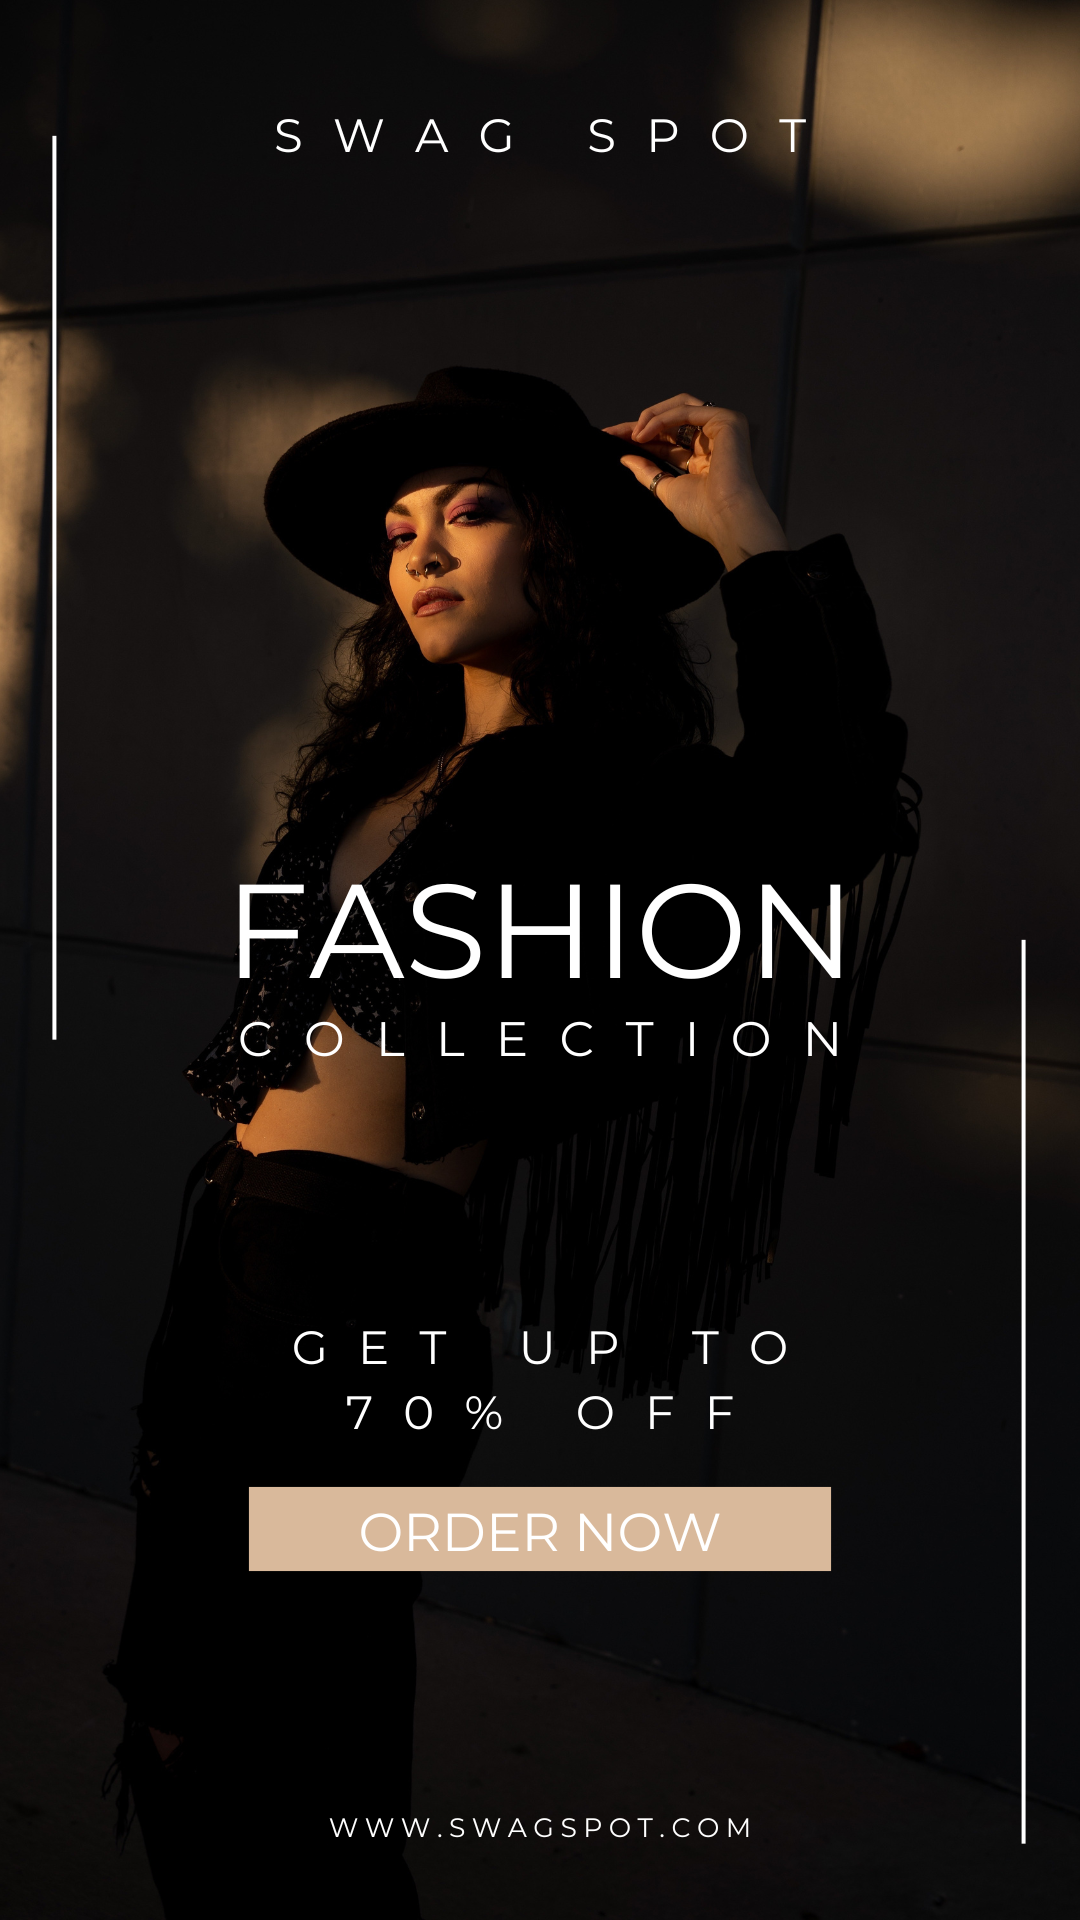 SWAG SPOT
FASHION
COLLECTION
GET UP TO
70% OFF
ORDER NOW
WWW.SWAGSPOT.COM